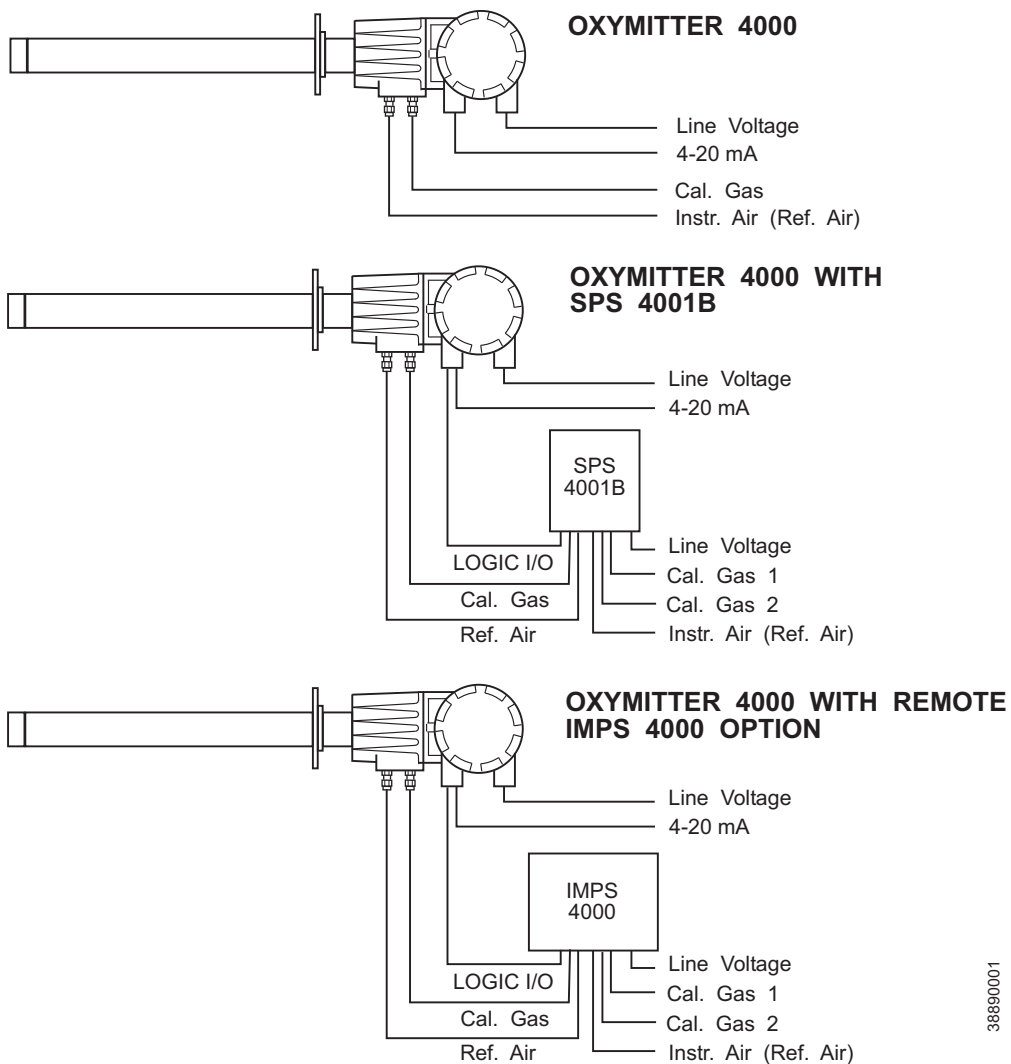 OXYMITTER 4000
Line Voltage
4-20 mA
Cal. Gas
Instr. Air (Ref. Air)
OXYMITTER 4000 WITH
SPS 4001B
Line Voltage
4-20 mA
SPS
4001B
LOGIC I/O
Cal. Gas
Ref. Air
Line Voltage
Cal. Gas 1
Cal. Gas 2
Instr. Air (Ref. Air)
OXYMITTER 4000 WITH REMOTE
IMPS 4000 OPTION
Line Voltage
4-20 mA
IMPS
4000
LOGIC I/O
Cal. Gas
Ref. Air
Line Voltage
Cal. Gas 1
Cal. Gas 2
Instr. Air (Ref. Air)
38890001